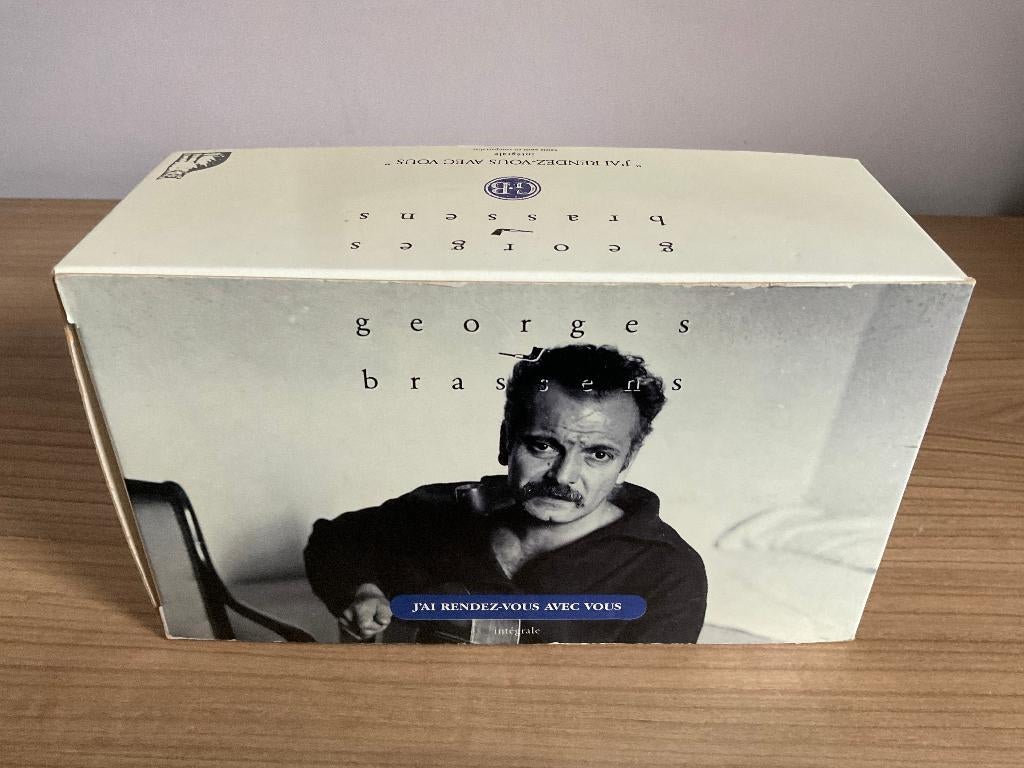 georges
brassens
J'AI RENDEZ-VOUS AVEC VOUS
intégrale
georges
brassens
G·B
"J'AI RENDEZ-VOUS AVEC VOUS"
intégrale